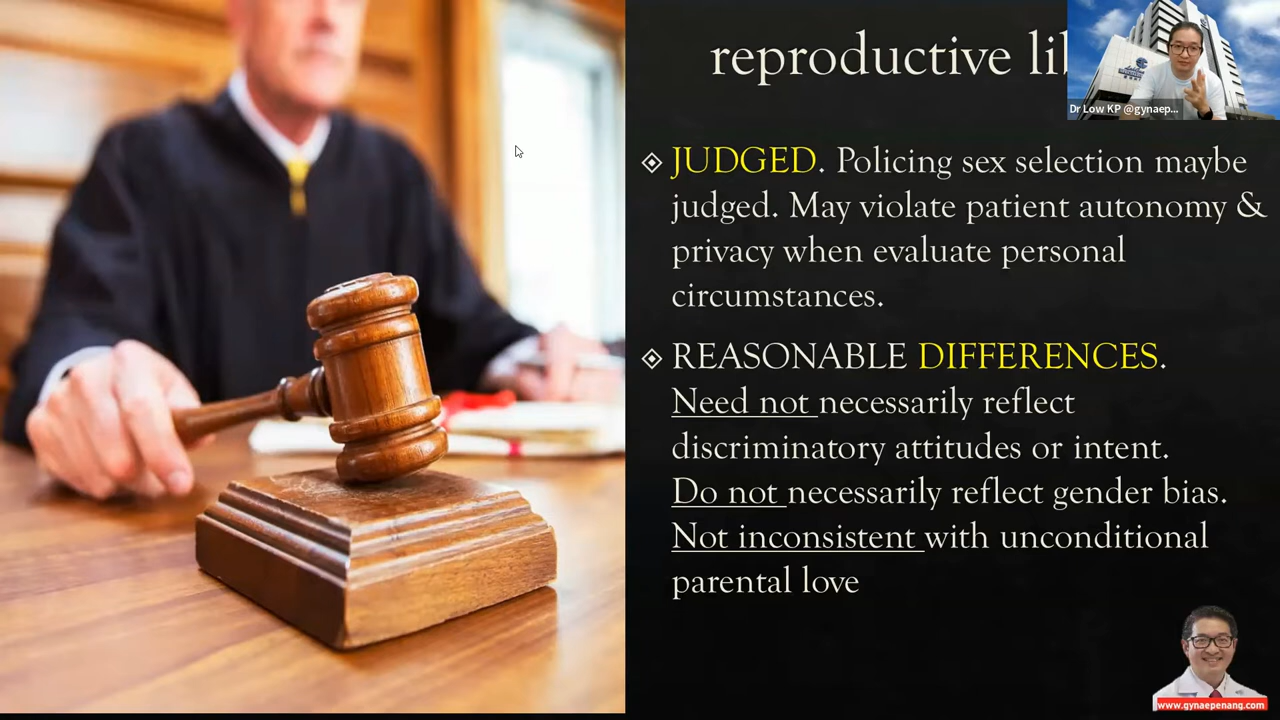 reproductive
Dr Low KP @gynaep...
JUDGED. Policing sex selection maybe
judged. May violate patient autonomy &
privacy when evaluate personal
circumstances.
REASONABLE DIFFERENCES.
Need not necessarily reflect
discriminatory attitudes or intent.
Do not necessarily reflect gender bias.
Not inconsistent with unconditional
parental love
www.gynaepenang.com